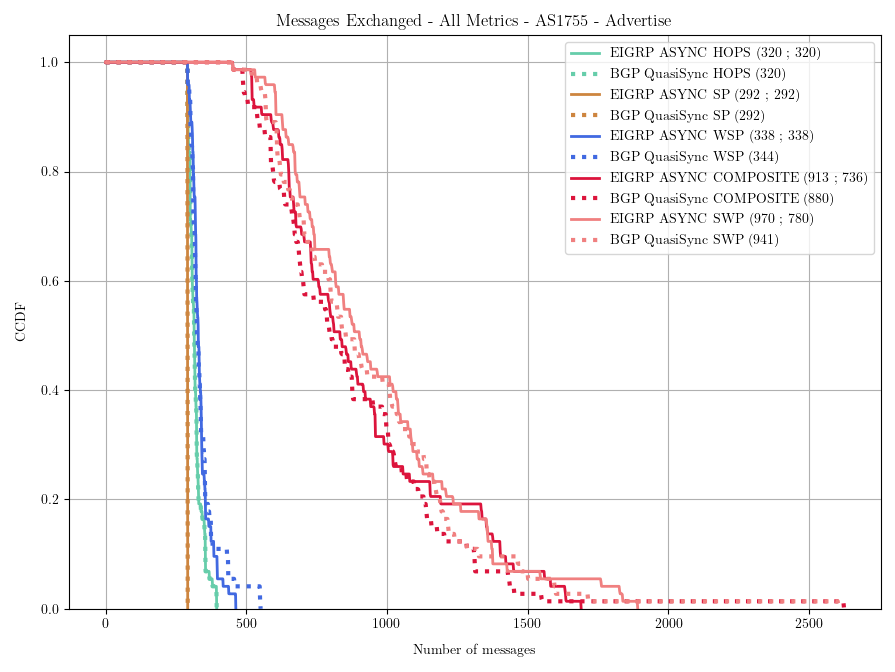 Messages Exchanged - All Metrics - AS1755 - Advertise
EIGRP ASYNC HOPS (320 ; 320)
BGP QuasiSync HOPS (320)
EIGRP ASYNC SP (292 ; 292)
BGP QuasiSync SP (292)
EIGRP ASYNC WSP (338 ; 338)
BGP QuasiSync WSP (344)
EIGRP ASYNC COMPOSITE (913 ; 736)
BGP QuasiSync COMPOSITE (880)
EIGRP ASYNC SWP (970 ; 780)
BGP QuasiSync SWP (941)
CCDF
1.0
0.8
0.6
0.4
0.2
0.0
0
500
1000
1500
2000
2500
Number of messages